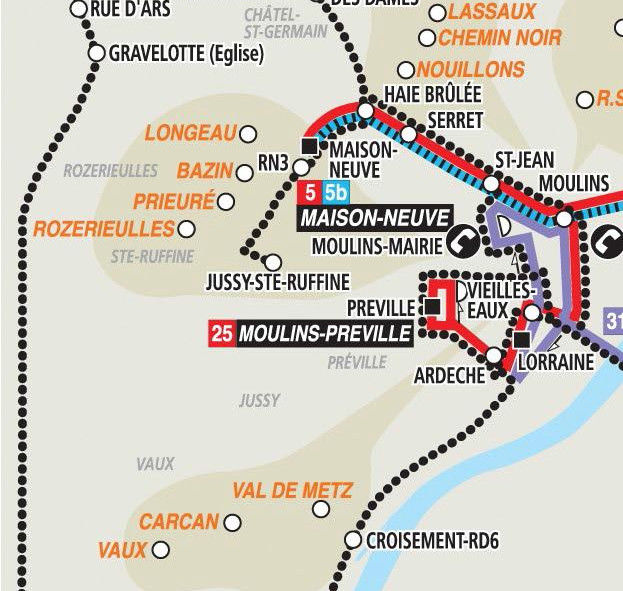 RUE D'ARS
DES DAMES
CHÂTEL-
ST-GERMAIN
LASSAUX
CHEMIN NOIR
GRAVELOTTE (Eglise)
NOUILLONS
HAIE BRÛLÉE
R.S
SERRET
LONGEAU
MAISON-
NEUVE
ST-JEAN
ROZERIEULLES
BAZIN
RN3
MOULINS
5 5b
PRIEURÉ
MAISON-NEUVE
ROZERIEULLES
MOULINS-MAIRIE
STE-RUFFINE
JUSSY-STE-RUFFINE
VIEILLES-
EAUX
PREVILLE
31
25 MOULINS-PREVILLE
PRÉVILLE
LORRAINE
ARDECHE
JUSSY
VAUX
VAL DE METZ
CARCAN
CROISEMENT-RD6
VAUX